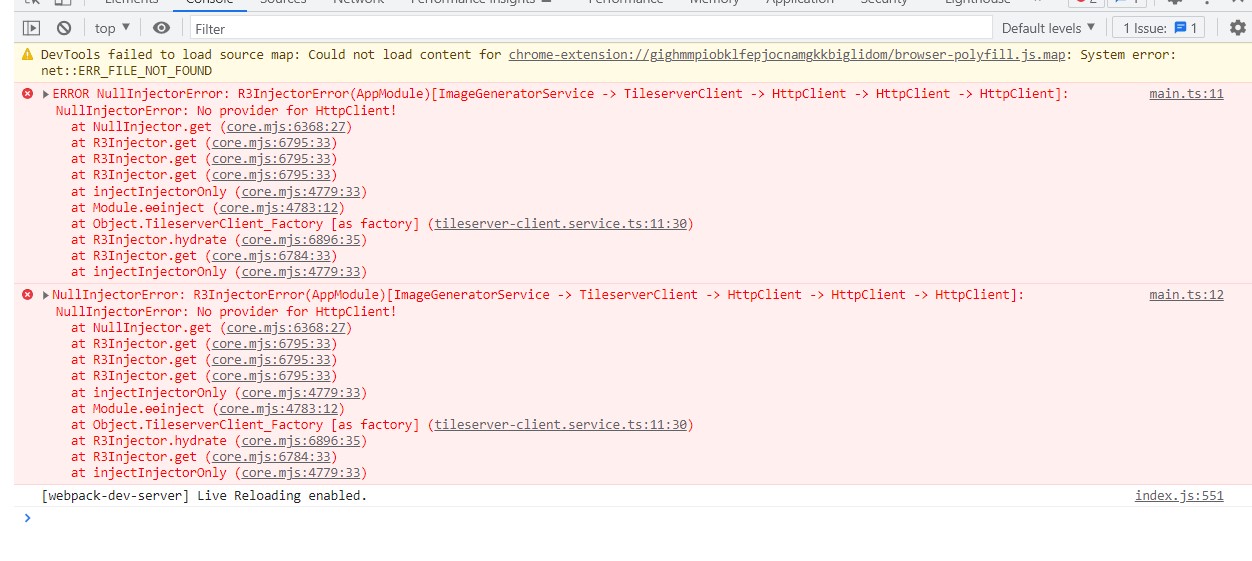 Elements Console Sources Network Performance insights Performance Memory Application Security Lighthouse » 2 1
top ▼ Filter Default levels ▼ 1 Issue: 1
DevTools failed to load source map: Could not load content for chrome-extension://gighmmpiobklfepjocnamgkkbiglidom/browser-polyfill.js.map: System error:
net::ERR_FILE_NOT_FOUND
▶ERROR NullInjectorError: R3InjectorError(AppModule)[ImageGeneratorService -> TileserverClient -> HttpClient -> HttpClient -> HttpClient]: main.ts:11
NullInjectorError: No provider for HttpClient!
at NullInjector.get (core.mjs:6368:27)
at R3Injector.get (core.mjs:6795:33)
at R3Injector.get (core.mjs:6795:33)
at R3Injector.get (core.mjs:6795:33)
at injectInjectorOnly (core.mjs:4779:33)
at Module.ɵɵinject (core.mjs:4783:12)
at Object.TileserverClient_Factory [as factory] (tileserver-client.service.ts:11:30)
at R3Injector.hydrate (core.mjs:6896:35)
at R3Injector.get (core.mjs:6784:33)
at injectInjectorOnly (core.mjs:4779:33)
▶NullInjectorError: R3InjectorError(AppModule)[ImageGeneratorService -> TileserverClient -> HttpClient -> HttpClient -> HttpClient]: main.ts:12
NullInjectorError: No provider for HttpClient!
at NullInjector.get (core.mjs:6368:27)
at R3Injector.get (core.mjs:6795:33)
at R3Injector.get (core.mjs:6795:33)
at R3Injector.get (core.mjs:6795:33)
at injectInjectorOnly (core.mjs:4779:33)
at Module.ɵɵinject (core.mjs:4783:12)
at Object.TileserverClient_Factory [as factory] (tileserver-client.service.ts:11:30)
at R3Injector.hydrate (core.mjs:6896:35)
at R3Injector.get (core.mjs:6784:33)
at injectInjectorOnly (core.mjs:4779:33)
[webpack-dev-server] Live Reloading enabled. index.js:551